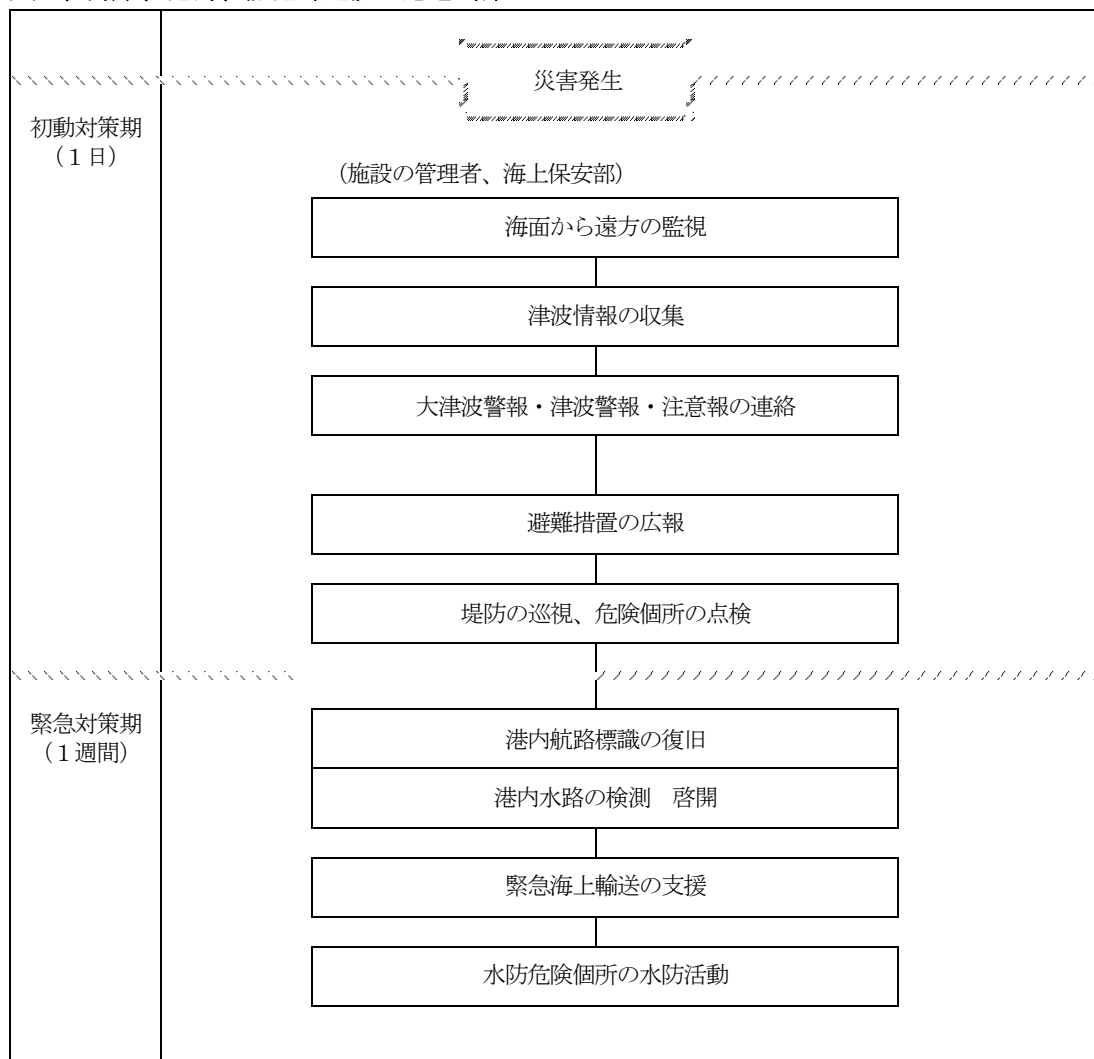 災害発生
初動対策期
（１日）
（施設の管理者、海上保安部）
海面から遠方の監視
津波情報の収集
大津波警報・津波警報・注意報の連絡
避難措置の広報
堤防の巡視、危険個所の点検
緊急対策期
（１週間）
港内航路標識の復旧
港内水路の検測　啓開
緊急海上輸送の支援
水防危険個所の水防活動